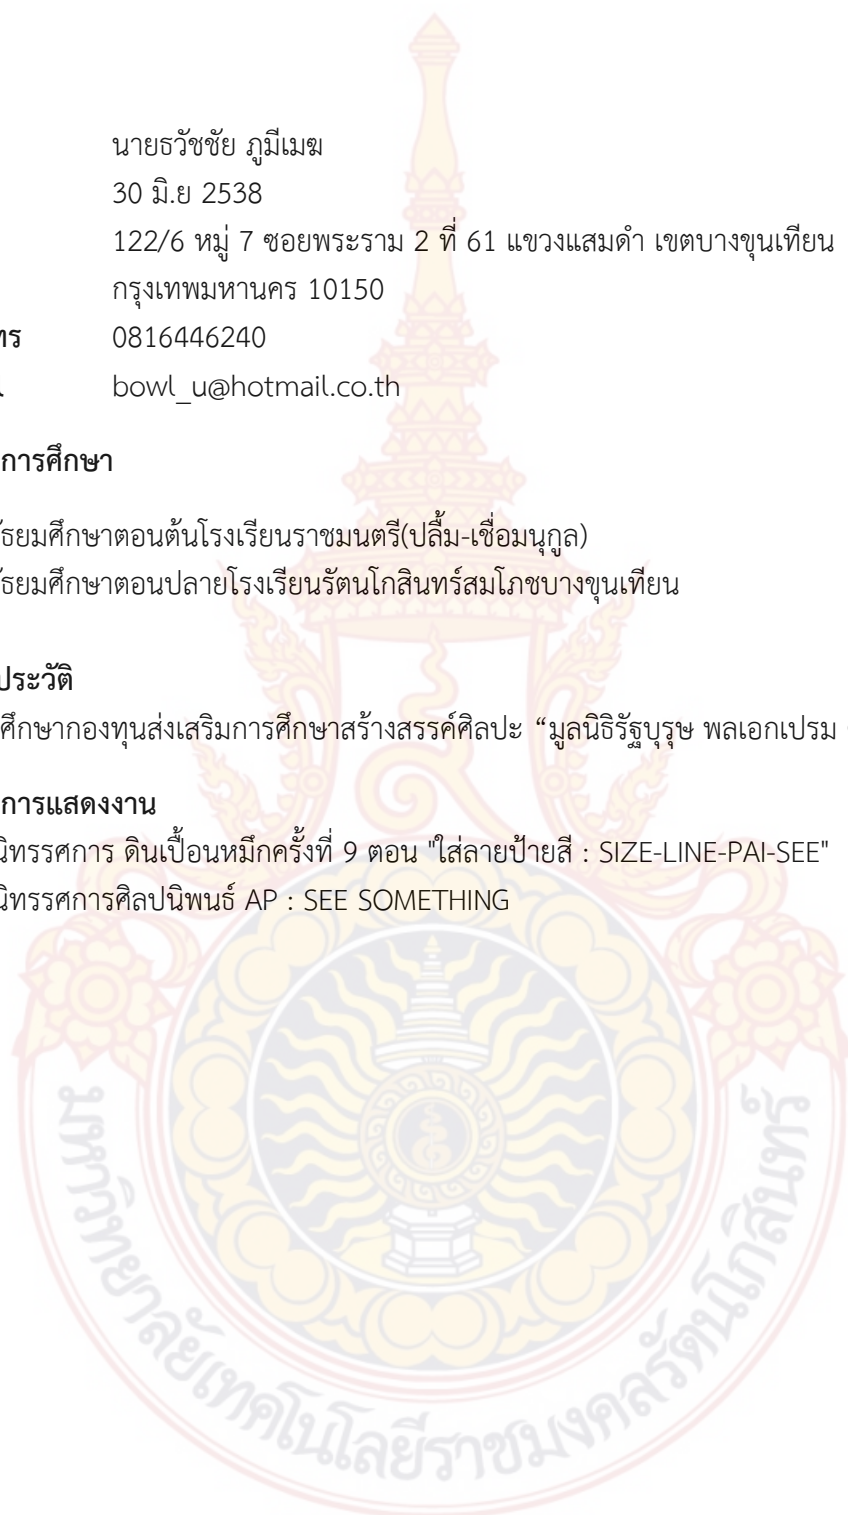 นายธวัชชัย ภูมีเมฆ
30 มิ.ย 2538
122/6 หมู่ 7 ซอยพระราม 2 ที่ 61 แขวงแสมดำ เขตบางขุนเทียน
กรุงเทพมหานคร 10150
ทร 0816446240
ล bowl_u@hotmail.co.th
การศึกษา
ัธยมศึกษาตอนต้นโรงเรียนราชมนตรี(ปลื้ม-เชื่อมนุกูล)
ัธยมศึกษาตอนปลายโรงเรียนรัตนโกสินทร์สมโภชบางขุนเทียน
ประวัติ
ศึกษากองทุนส่งเสริมการศึกษาสร้างสรรค์ศิลปะ “มูลนิธิรัฐบุรุษ พลเอกเปรม
การแสดงงาน
นิทรรศการ ดินเปื้อนหมึกครั้งที่ 9 ตอน "ใส่ลายป้ายสี : SIZE-LINE-PAI-SEE"
นิทรรศการศิลปนิพนธ์ AP : SEE SOMETHING
มหาวิทยาลัยเทคโนโลยีราชมงคลรัตนโกสินทร์